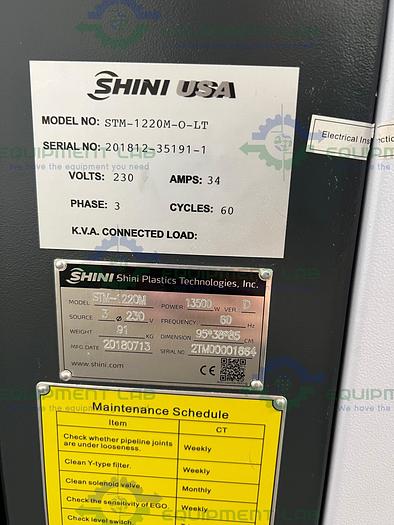 SHINI USA
MODEL NO: STM-1220M-O-LT
SERIAL NO: 201812-35191-1
VOLTS: 230 AMPS: 34
PHASE: 3 CYCLES: 60
K.V.A. CONNECTED LOAD:
Electrical Ins ection
SHINI Shini Plastics Technologies, Inc.
MODEL STM-1220M POWER 13500 W VER D
SOURCE 3 ø 230 V FREQUENCY 60 Hz
WEIGHT 91 KG DIMENSION 95*38*85 CM
MFG. DATE 20180713 SERIAL NO. 2TM00001664
www.shini.com
CE
Maintenance Schedule
Item CT
Check whether pipeline joints are under looseness. Weekly
Clean Y-type filter. Weekly
Clean solenoid valve. Monthly
Check the sensitivity of EGO. Weekly
Check level switch.
EQUIPMENT LAB
We have the equipment you need